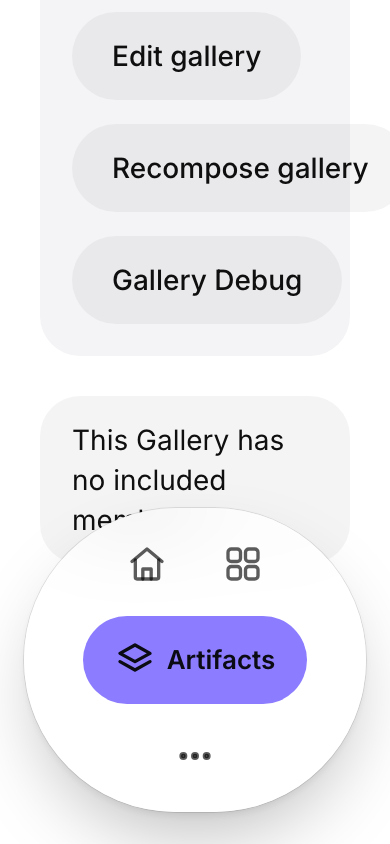 Edit gallery
Recompose gallery
Gallery Debug
This Gallery has
no included
Artifacts